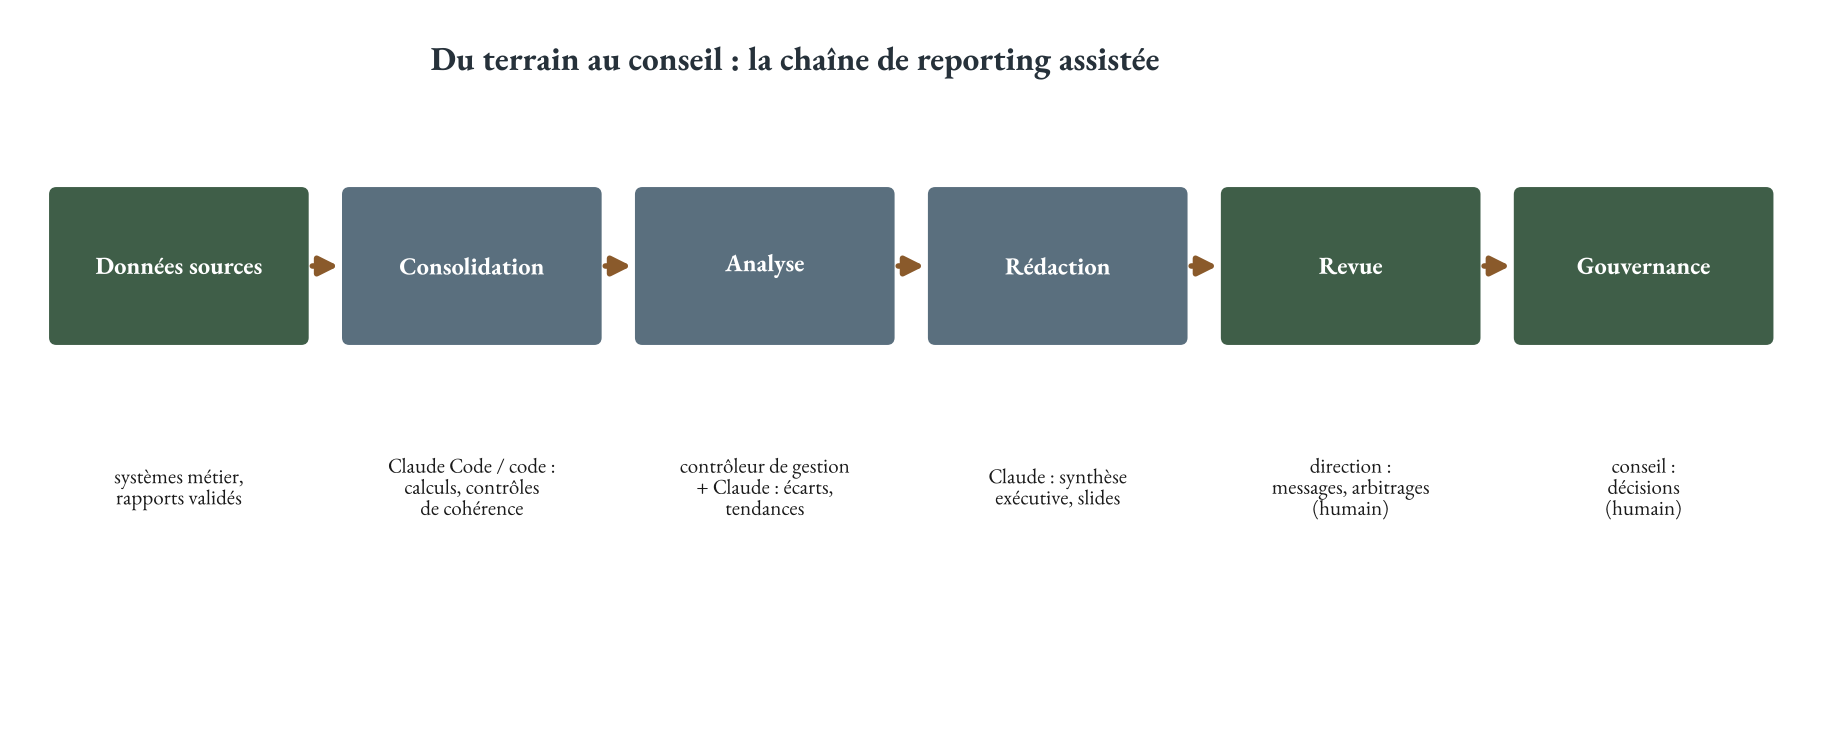 Du terrain au conseil : la chaîne de reporting assistée
Données sources
Consolidation
Analyse
Rédaction
Revue
Gouvernance
systèmes métier,
rapports validés
Claude Code / code :
calculs, contrôles
de cohérence
contrôleur de gestion
+ Claude : écarts,
tendances
Claude : synthèse
exécutive, slides
direction :
messages, arbitrages
(humain)
conseil :
décisions
(humain)